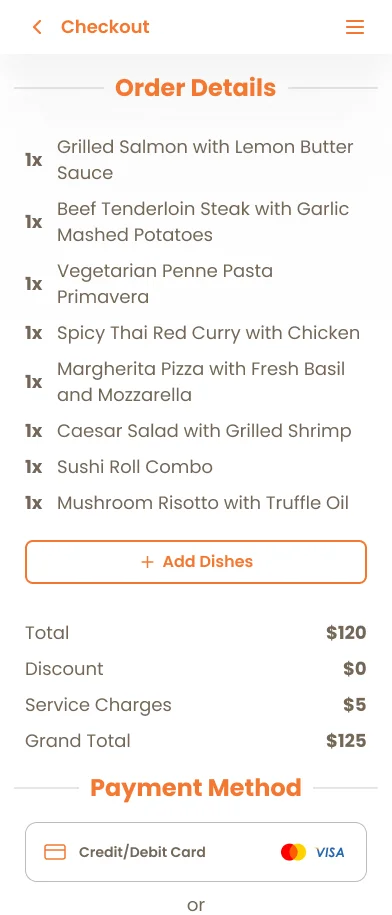 Checkout
Order Details
1x Grilled Salmon with Lemon Butter
Sauce
1x Beef Tenderloin Steak with Garlic
Mashed Potatoes
1x Vegetarian Penne Pasta
Primavera
1x Spicy Thai Red Curry with Chicken
1x Margherita Pizza with Fresh Basil
and Mozzarella
1x Caesar Salad with Grilled Shrimp
1x Sushi Roll Combo
1x Mushroom Risotto with Truffle Oil
+ Add Dishes
Total $120
Discount $0
Service Charges $5
Grand Total $125
Payment Method
Credit/Debit Card VISA
or